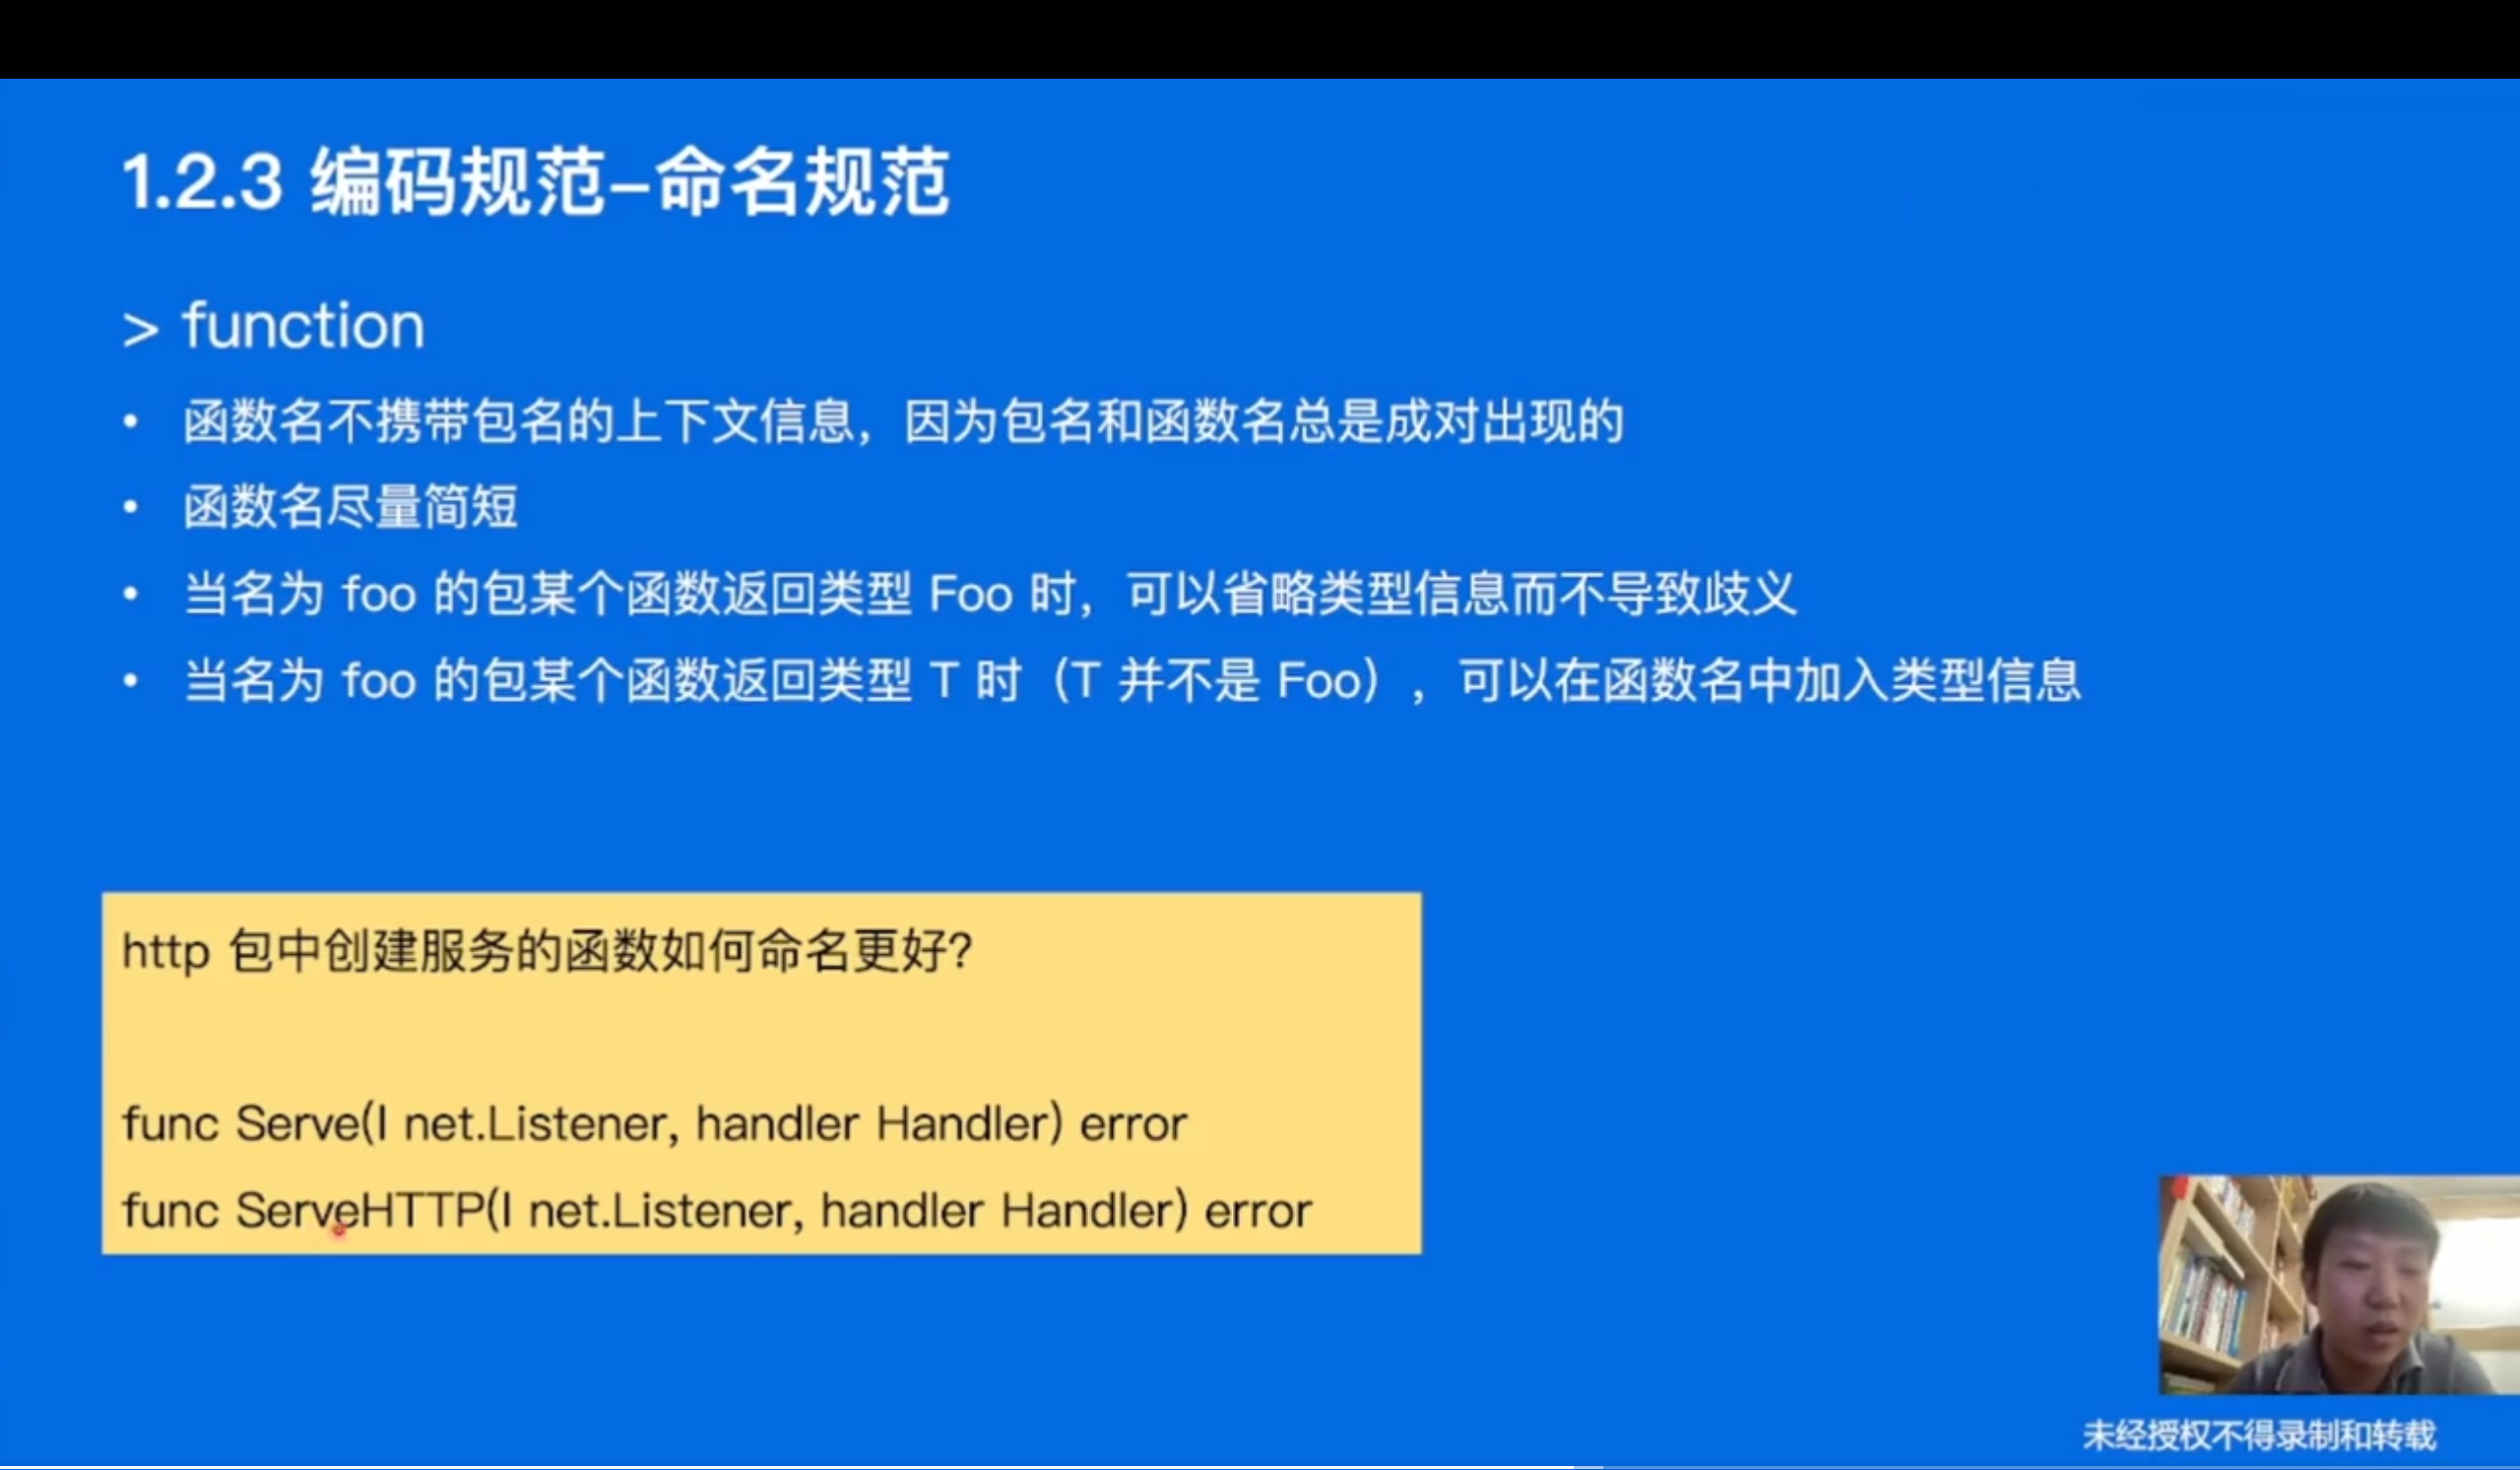 1.2.3 编码规范-命名规范
> function
• 函数名不携带包名的上下文信息，因为包名和函数名总是成对出现的
• 函数名尽量简短
• 当名为 foo 的包某个函数返回类型 Foo 时，可以省略类型信息而不导致歧义
• 当名为 foo 的包某个函数返回类型 T 时（T 并不是 Foo），可以在函数名中加入类型信息
http 包中创建服务的函数如何命名更好?
func Serve(l net.Listener, handler Handler) error
func ServeHTTP(l net.Listener, handler Handler) error
未经授权不得录制和转载